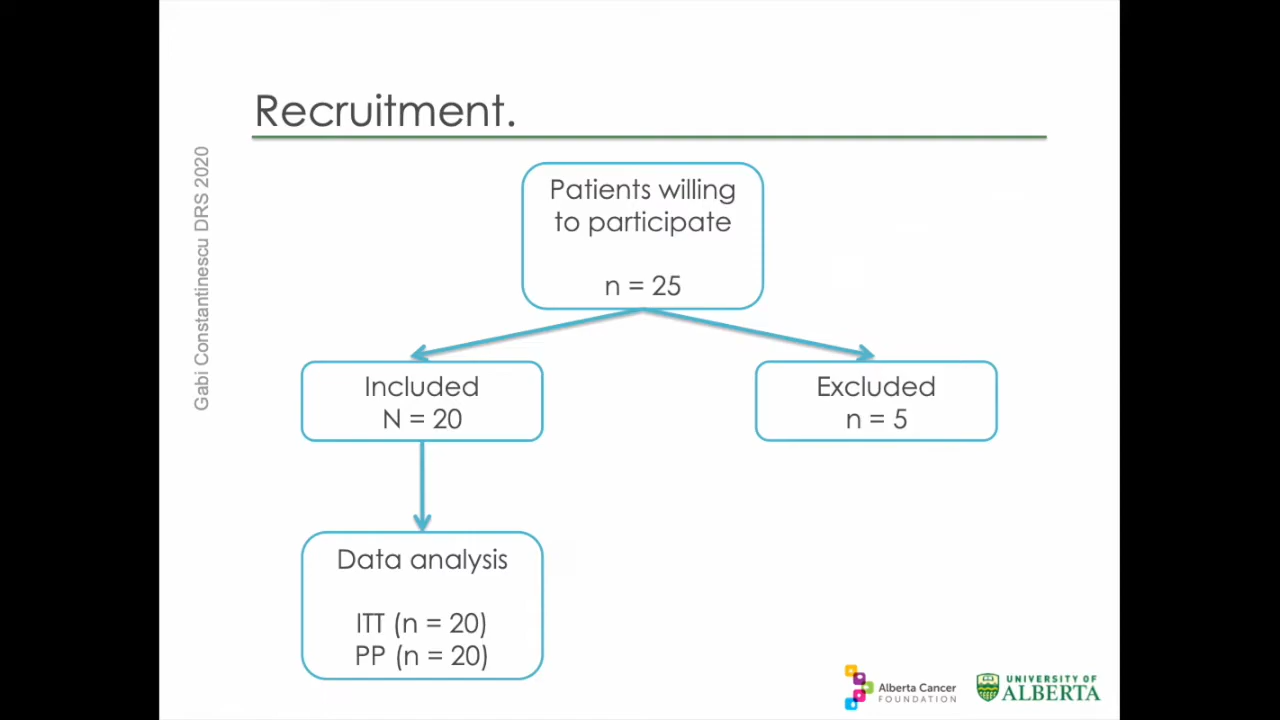 Recruitment.
Gabi Constantinescu DRS 2020
Patients willing
to participate
n = 25
Included
N = 20
Excluded
n = 5
Data analysis
ITT (n = 20)
PP (n = 20)
Alberta Cancer
FOUNDATION
UNIVERSITY OF
ALBERTA